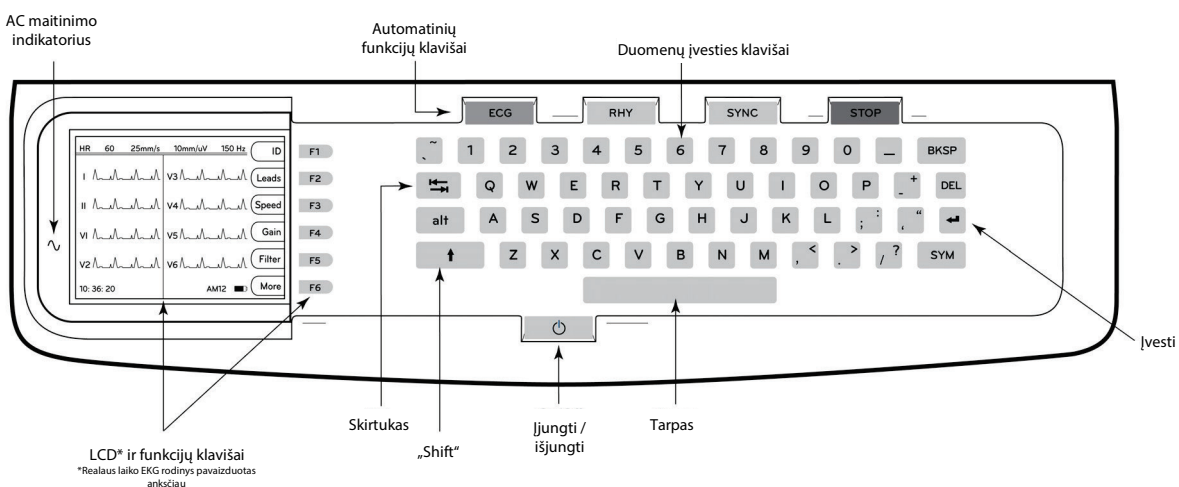 AC maitinimo
indikatorius
Automatinių
funkcijų klavišai
Duomenų įvesties klavišai
ECG RHY SYNC STOP
HR 60 25mm/s 10mm/uV 150 Hz ID
I V3 Leads
II V4 Speed
V1 V5 Gain
V2 V6 Filter
10: 36: 20 AM12 More
F1
F2
F3
F4
F5
F6
~ ` 1 2 3 4 5 6 7 8 9 0 _ BKSP
Q W E R T Y U I O P - + DEL
alt A S D F G H J K L ; : ‘ “
Z X C V B N M , < . > / ? SYM
Įvesti
Skirtukas
„Shift“
Įjungti /
išjungti
Tarpas
LCD* ir funkcijų klavišai
*Realaus laiko EKG rodinys pavaizduotas
anksčiau